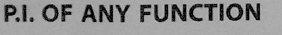 P.I. OF ANY FUNCTION